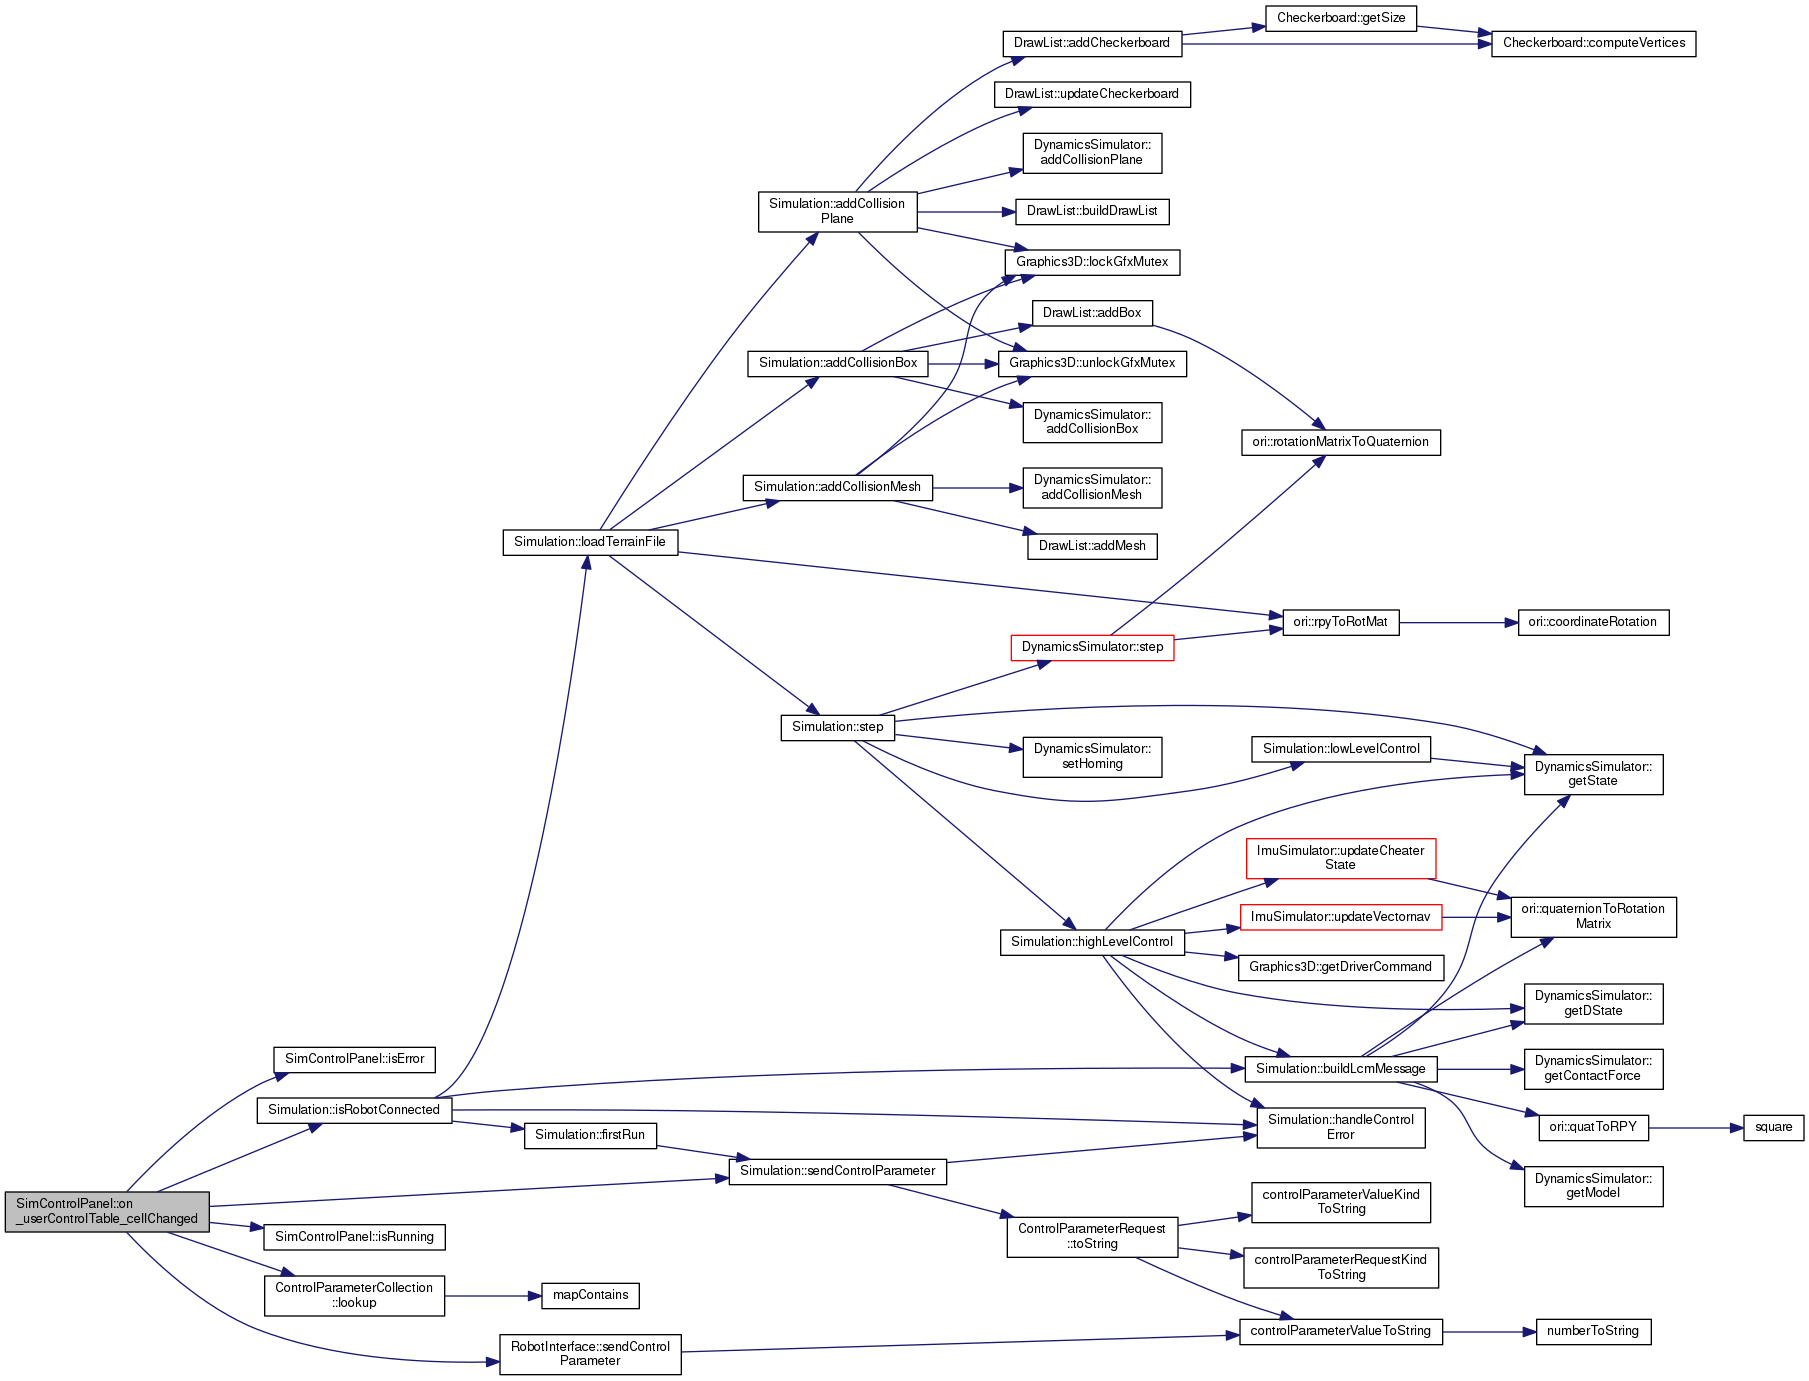 Checkerboard::getSize
DrawList::addCheckerboard
Checkerboard::computeVertices
DrawList::updateCheckerboard
DynamicsSimulator::
addCollisionPlane
Simulation::addCollision
Plane
DrawList::buildDrawList
Graphics3D::lockGfxMutex
DrawList::addBox
Simulation::addCollisionBox
Graphics3D::unlockGfxMutex
DynamicsSimulator::
addCollisionBox
ori::rotationMatrixToQuaternion
Simulation::addCollisionMesh
DynamicsSimulator::
addCollisionMesh
Simulation::loadTerrainFile
DrawList::addMesh
ori::rpyToRotMat
ori::coordinateRotation
DynamicsSimulator::step
Simulation::step
DynamicsSimulator::
setHoming
Simulation::lowLevelControl
DynamicsSimulator::
getState
ImuSimulator::updateCheater
State
ImuSimulator::updateVectornav
ori::quaternionToRotation
Matrix
Simulation::highLevelControl
Graphics3D::getDriverCommand
DynamicsSimulator::
getDState
SimControlPanel::isError
Simulation::buildLcmMessage
DynamicsSimulator::
getContactForce
Simulation::isRobotConnected
Simulation::firstRun
Simulation::handleControl
Error
ori::quatToRPY
square
Simulation::sendControlParameter
DynamicsSimulator::
getModel
SimControlPanel::on
_userControlTable_cellChanged
controlParameterValueKind
ToString
SimControlPanel::isRunning
ControlParameterRequest
::toString
controlParameterRequestKind
ToString
ControlParameterCollection
::lookup
mapContains
controlParameterValueToString
numberToString
RobotInterface::sendControl
Parameter